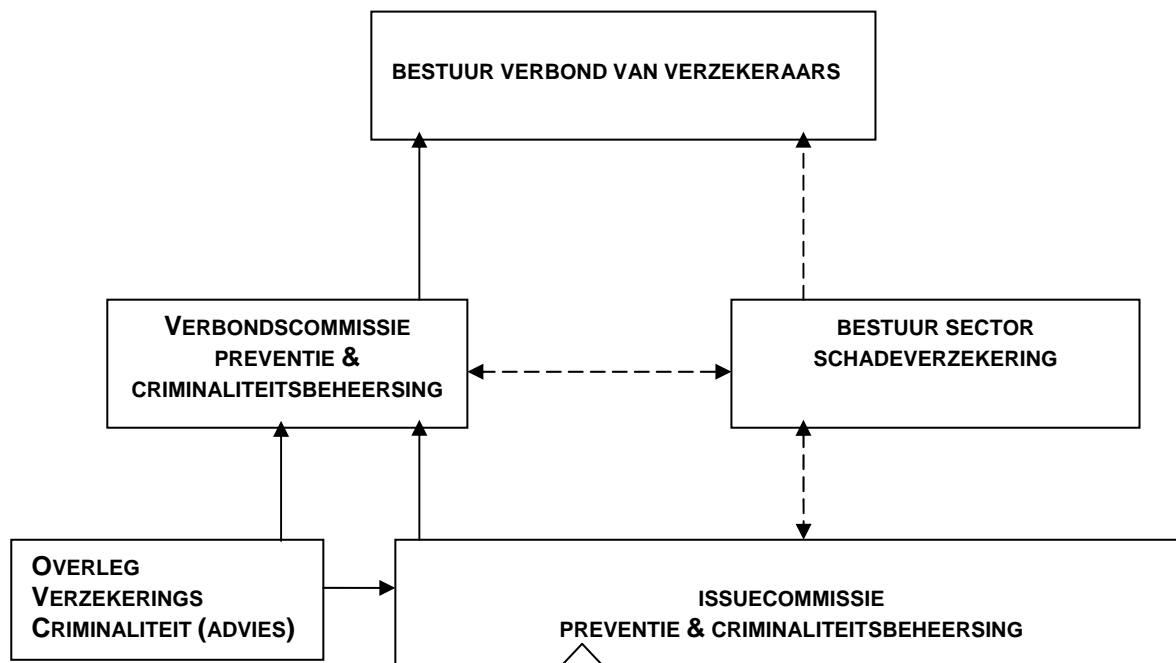 BESTUUR VERBOND VAN VERZEKERAARS
VERBONDSCOMMISSIE
PREVENTIE &
CRIMINALITEITSBEHEERSING
BESTUUR SECTOR
SCHADEVERZEKERING
OVERLEG
VERZEKERINGS
CRIMINALITEIT (ADVIES)
ISSUECOMMISSIE
PREVENTIE & CRIMINALITEITSBEHEERSING